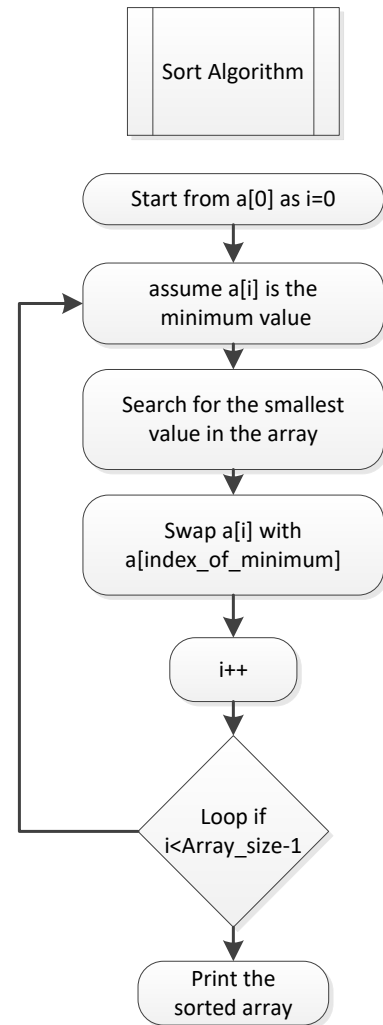 Sort Algorithm
Start from a[0] as i=0
assume a[i] is the
minimum value
Search for the smallest
value in the array
Swap a[i] with
a[index_of_minimum]
i++
Loop if
i<Array_size-1
Print the
sorted array